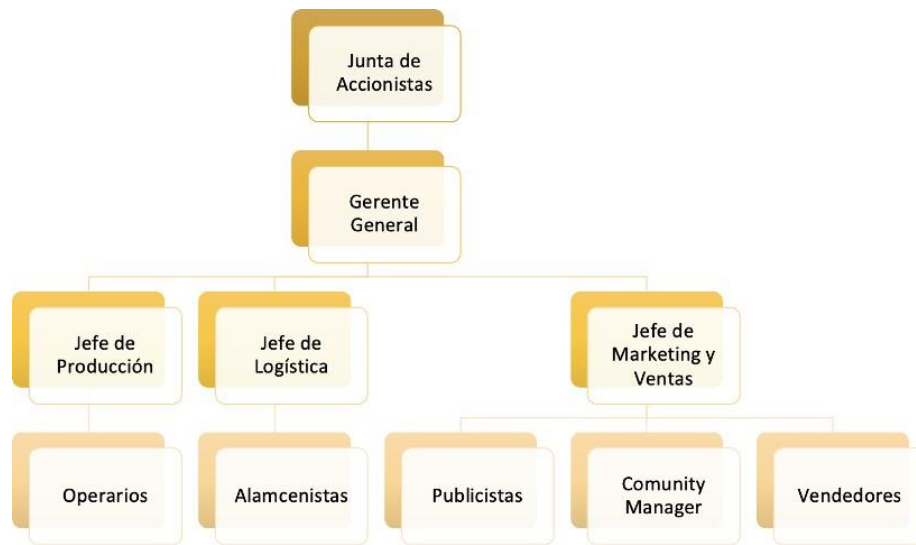 Junta de
Accionistas
Gerente
General
Jefe de
Producción
Jefe de
Logística
Jefe de
Marketing y
Ventas
Operarios
Alamcenistas
Publicistas
Comunity
Manager
Vendedores